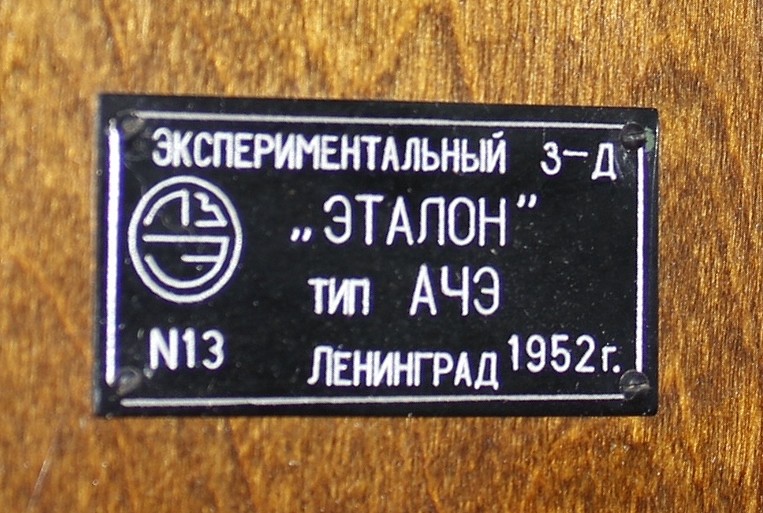 ЭКСПЕРИМЕНТАЛЬНЫЙ З-Д
„ЭТАЛОН”
ТИП АЧЭ
N13
ЛЕНИНГРАД 1952г.